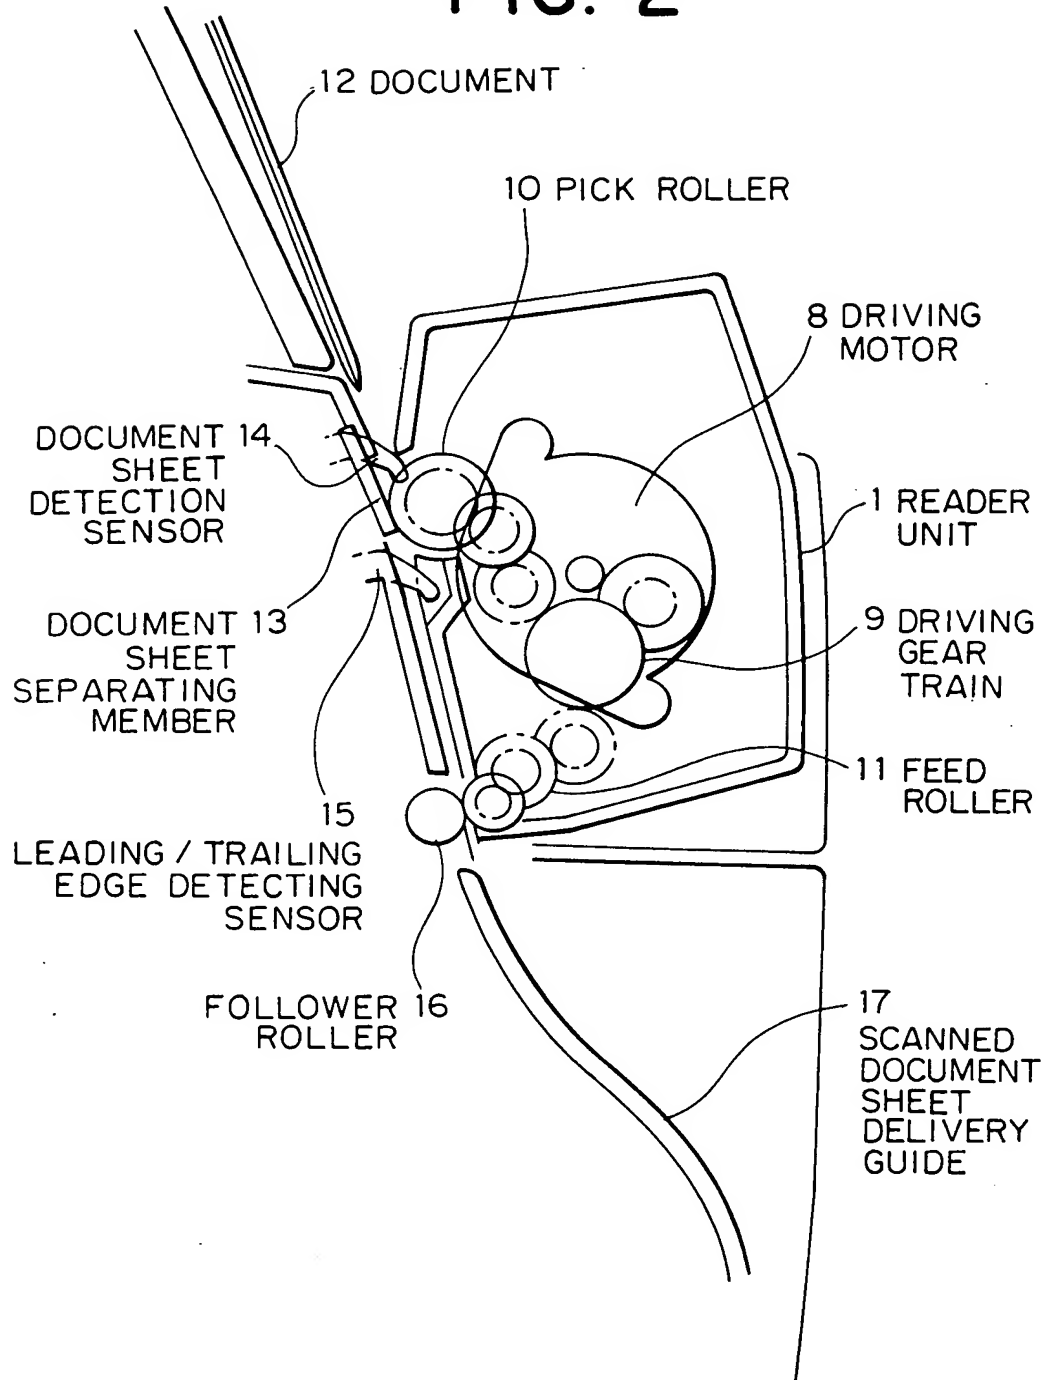 FIG. 2
12 DOCUMENT
10 PICK ROLLER
8 DRIVING
MOTOR
DOCUMENT 14
SHEET
DETECTION
SENSOR
1 READER
UNIT
DOCUMENT 13
SHEET
SEPARATING
MEMBER
9 DRIVING
GEAR
TRAIN
11 FEED
ROLLER
15
LEADING / TRAILING
EDGE DETECTING
SENSOR
FOLLOWER 16
ROLLER
17
SCANNED
DOCUMENT
SHEET
DELIVERY
GUIDE